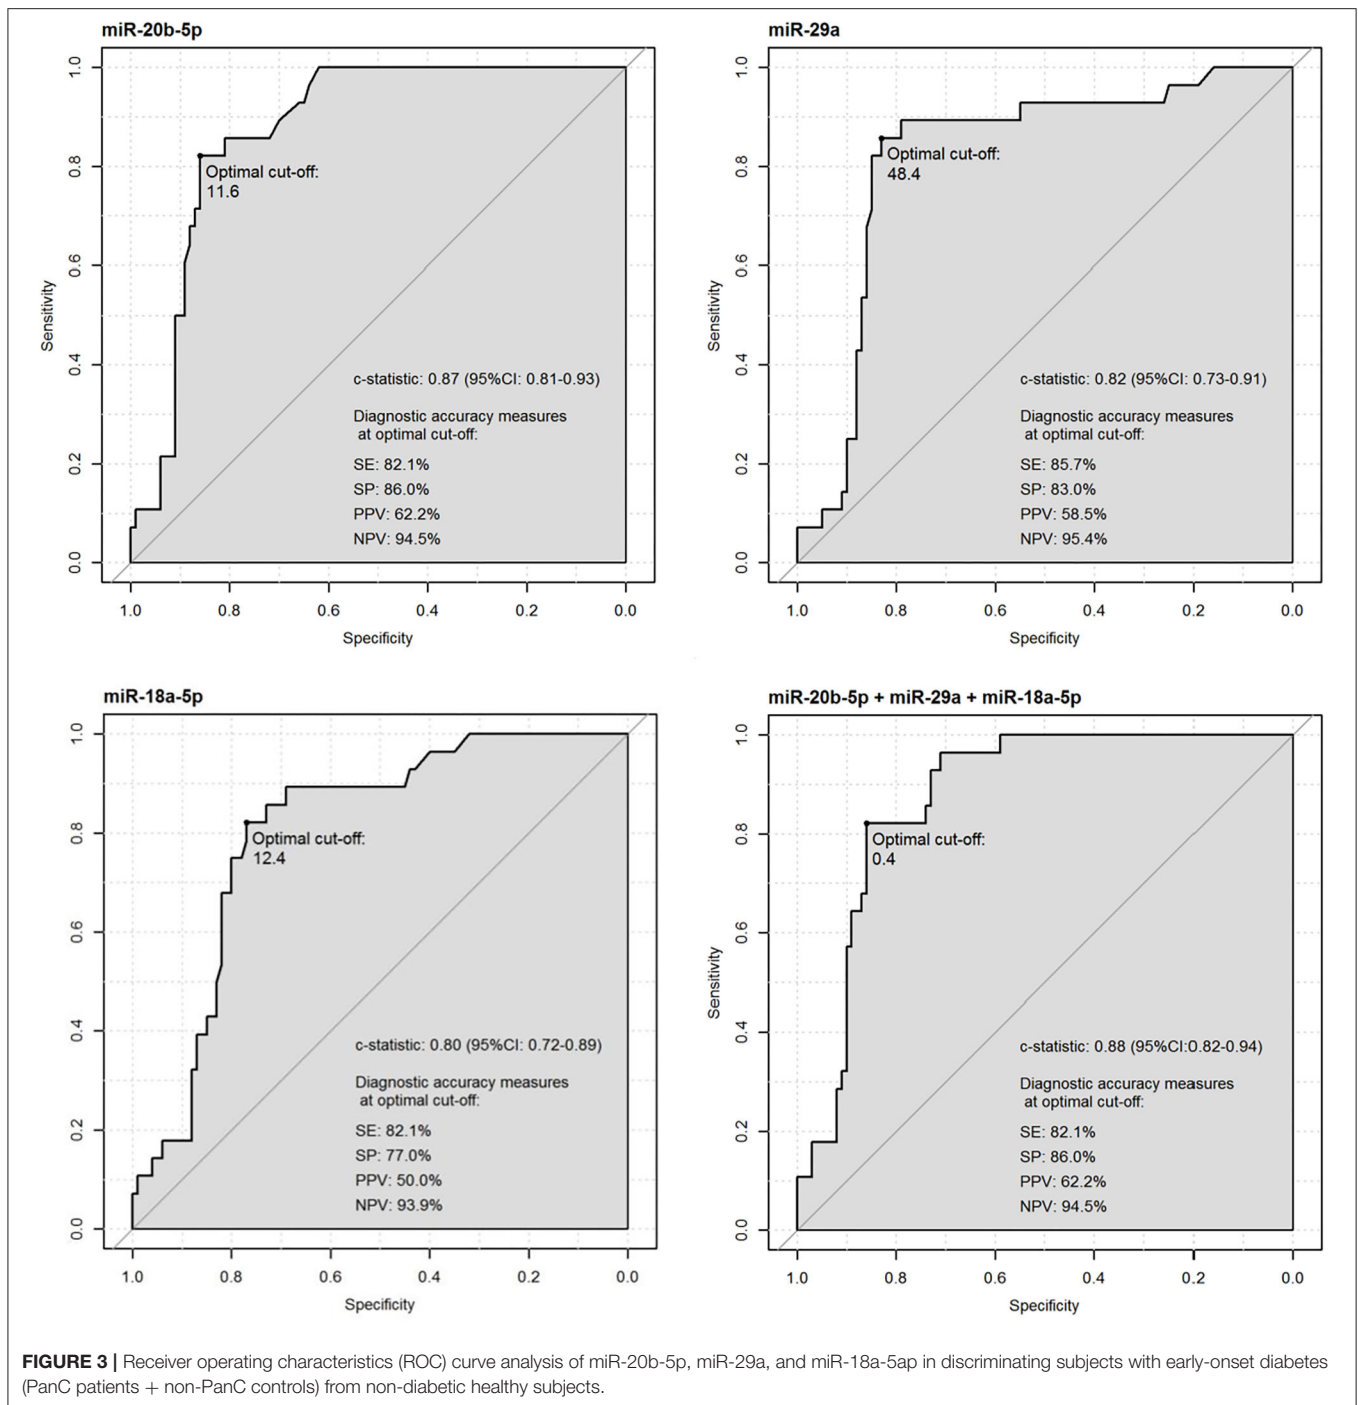 miR-20b-5p
1.0
0.8
0.6
0.4
0.2
0.0
Sensitivity
Optimal cut-off:
11.6
c-statistic: 0.87 (95%CI: 0.81-0.93)
Diagnostic accuracy measures
at optimal cut-off:
SE: 82.1%
SP: 86.0%
PPV: 62.2%
NPV: 94.5%
1.0 0.8 0.6 0.4 0.2 0.0
Specificity
miR-29a
1.0
0.8
0.6
0.4
0.2
0.0
Sensitivity
Optimal cut-off:
48.4
c-statistic: 0.82 (95%CI: 0.73-0.91)
Diagnostic accuracy measures
at optimal cut-off:
SE: 85.7%
SP: 83.0%
PPV: 58.5%
NPV: 95.4%
1.0 0.8 0.6 0.4 0.2 0.0
Specificity
miR-18a-5p
1.0
0.8
0.6
0.4
0.2
0.0
Optimal cut-off:
12.4
c-statistic: 0.80 (95%CI: 0.72-0.89)
Diagnostic accuracy measures
at optimal cut-off:
SE: 82.1%
SP: 77.0%
PPV: 50.0%
NPV: 93.9%
1.0 0.8 0.6 0.4 0.2 0.0
Specificity
miR-20b-5p + miR-29a + miR-18a-5p
1.0
0.8
0.6
0.4
0.2
0.0
Sensitivity
Optimal cut-off:
0.4
c-statistic: 0.88 (95%CI:0.82-0.94)
Diagnostic accuracy measures
at optimal cut-off:
SE: 82.1%
SP: 86.0%
PPV: 62.2%
NPV: 94.5%
1.0 0.8 0.6 0.4 0.2 0.0
Specificity
FIGURE 3 | Receiver operating characteristics (ROC) curve analysis of miR-20b-5p, miR-29a, and miR-18a-5ap in discriminating subjects with early-onset diabetes
(PanC patients + non-PanC controls) from non-diabetic healthy subjects.